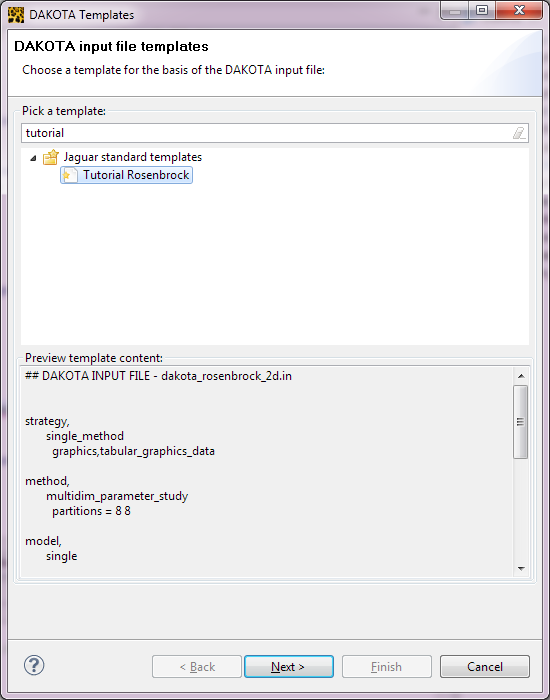 DAKOTA Templates
DAKOTA input file templates
Choose a template for the basis of the DAKOTA input file:
Pick a template:
tutorial
Jaguar standard templates
Tutorial Rosenbrock
Preview template content:
## DAKOTA INPUT FILE - dakota_rosenbrock_2d.in
strategy,
single_method
graphics,tabular_graphics_data
method,
multidim_parameter_study
partitions = 8 8
model,
single
? < Back Next > Finish Cancel